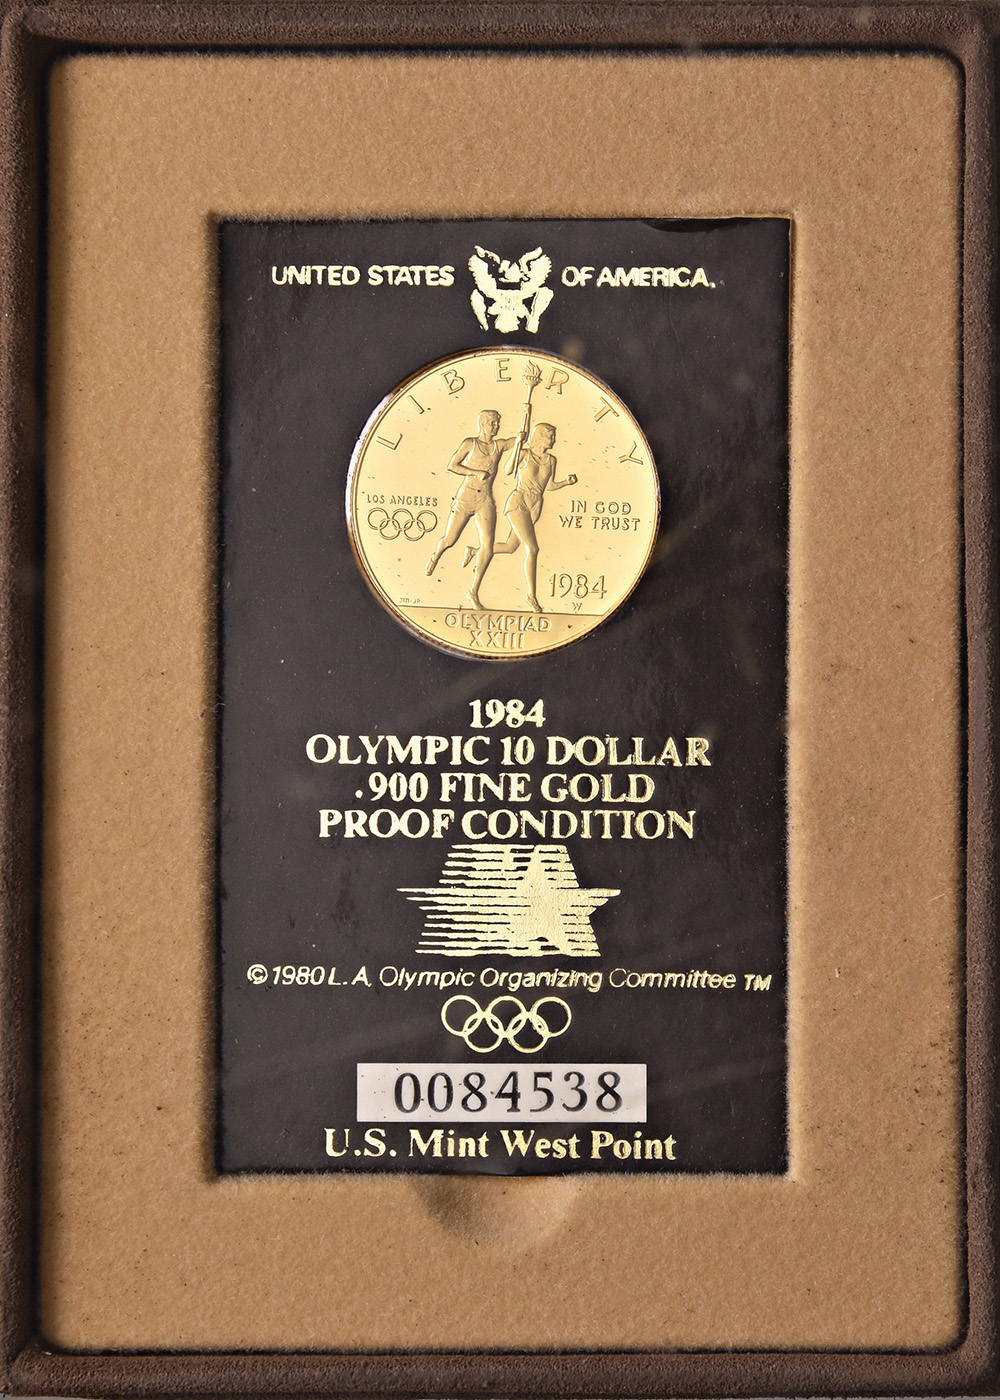 UNITED STATES OF AMERICA.
LIBERTY
LOS ANGELES
IN GOD
WE TRUST
1984
W
OLYMPIAD
XXIII
1984
OLYMPIC 10 DOLLAR
.900 FINE GOLD
PROOF CONDITION
© 1980 L.A. Olympic Organizing Committee TM
0084538
U.S. Mint West Point